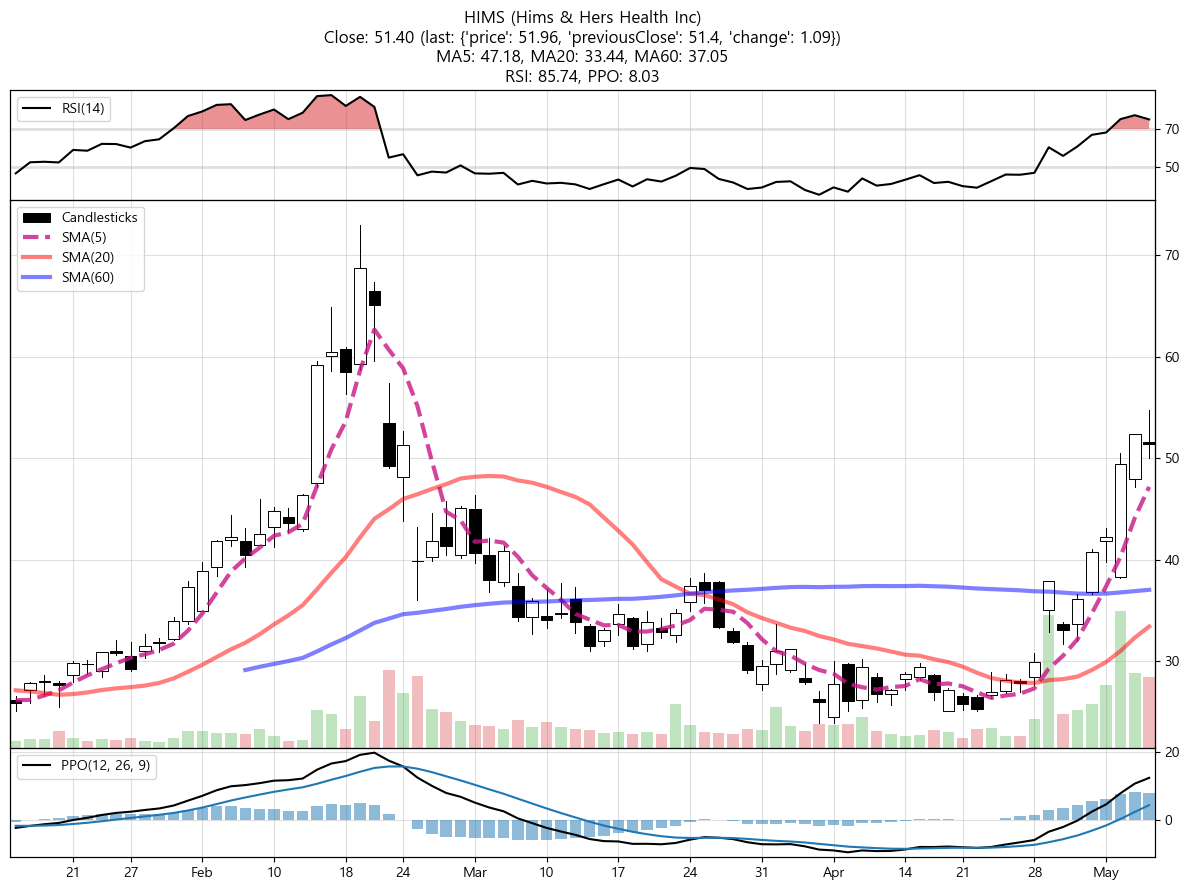 HIMS (Hims & Hers Health Inc)
Close: 51.40 (last: {'price': 51.96, 'previousClose': 51.4, 'change': 1.09})
MA5: 47.18, MA20: 33.44, MA60: 37.05
RSI: 85.74, PPO: 8.03
RSI(14)
70
50
Candlesticks
SMA(5)
SMA(20)
SMA(60)
70
60
50
40
30
PPO(12, 26, 9)
20
0
21 27 Feb 10 18 24 Mar 10 17 24 31 Apr 14 21 28 May